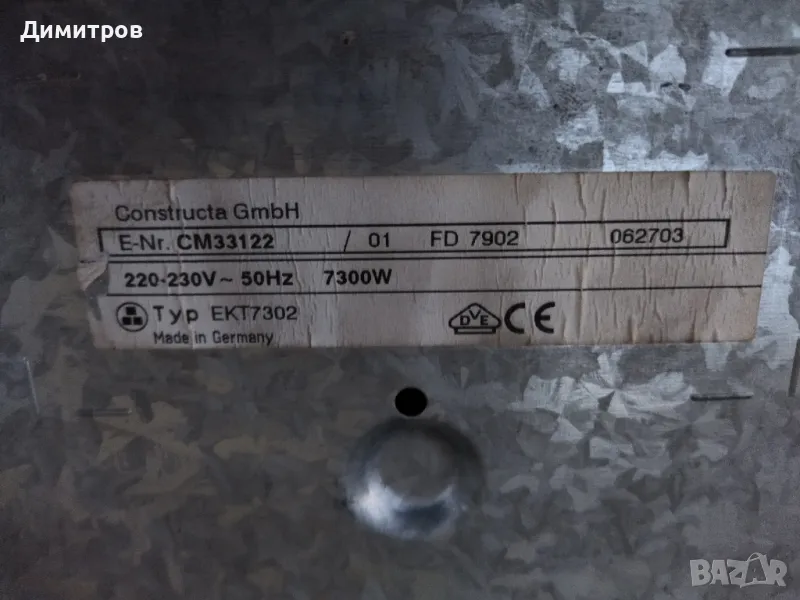 Димитров
Constructa GmbH
E-Nr. CM33122 / 01 FD 7902 062703
220-230V~ 50Hz 7300W
Typ EKT7302
DVE CE
Made in Germany
BAZAR